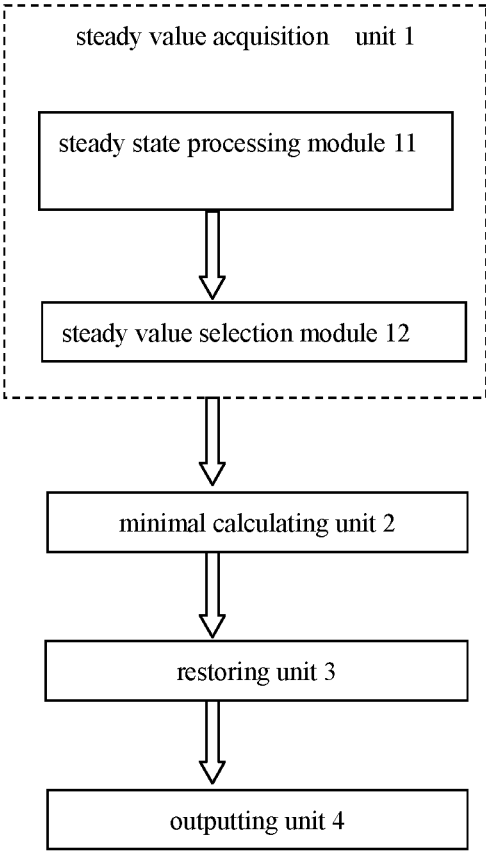 steady value acquisition unit 1
steady state processing module 11
steady value selection module 12
minimal calculating unit 2
restoring unit 3
outputting unit 4